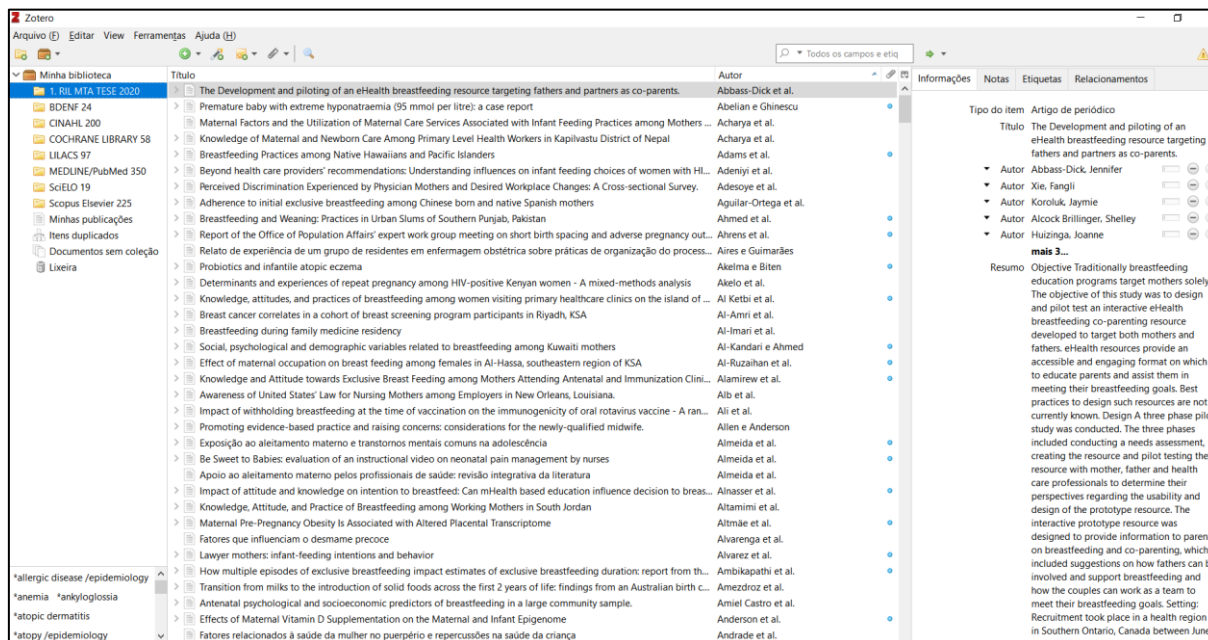 Zotero
Arquivo (F) Editar View Ferramentas Ajuda (H)
Todos os campos e etiq
Minha biblioteca
1. RIL MTA TESE 2020
BDENF 24
CINAHL 200
COCHRANE LIBRARY 58
LILACS 97
MEDLINE/PubMed 350
SciELO 19
Scopus Elsevier 225
Minhas publicações
Itens duplicados
Documentos sem coleção
Lixeira
*allergic disease /epidemiology
*anemia *ankyloglossia
*atopic dermatitis
*atopy /epidemiology
Título Autor
The Development and piloting of an eHealth breastfeeding resource targeting fathers and partners as co-parents. Abbass-Dick et al.
Premature baby with extreme hyponatraemia (95 mmol per litre): a case report Abelian e Ghinescu
Maternal Factors and the Utilization of Maternal Care Services Associated with Infant Feeding Practices among Mothers ... Acharya et al.
Knowledge of Maternal and Newborn Care Among Primary Level Health Workers in Kapilvastu District of Nepal Acharya et al.
Breastfeeding Practices among Native Hawaiians and Pacific Islanders Adams et al.
Beyond health care providers' recommendations: Understanding influences on infant feeding choices of women with HI... Adeniyi et al.
Perceived Discrimination Experienced by Physician Mothers and Desired Workplace Changes: A Cross-sectional Survey. Adesoye et al.
Adherence to initial exclusive breastfeeding among Chinese born and native Spanish mothers Aguilar-Ortega et al.
Breastfeeding and Weaning: Practices in Urban Slums of Southern Punjab, Pakistan Ahmed et al.
Report of the Office of Population Affairs' expert work group meeting on short birth spacing and adverse pregnancy out... Ahrens et al.
Relato de experiência de um grupo de residentes em enfermagem obstétrica sobre práticas de organização do process... Aires e Guimarães
Probiotics and infantile atopic eczema Akelma e Biten
Determinants and experiences of repeat pregnancy among HIV-positive Kenyan women - A mixed-methods analysis Akelo et al.
Knowledge, attitudes, and practices of breastfeeding among women visiting primary healthcare clinics on the island of ... Al Ketbi et al.
Breast cancer correlates in a cohort of breast screening program participants in Riyadh, KSA Al-Amri et al.
Breastfeeding during family medicine residency Al-Imari et al.
Social, psychological and demographic variables related to breastfeeding among Kuwaiti mothers Al-Kandari e Ahmed
Effect of maternal occupation on breast feeding among females in Al-Hassa, southeastern region of KSA Al-Ruzaihan et al.
Knowledge and Attitude towards Exclusive Breast Feeding among Mothers Attending Antenatal and Immunization Clini... Alamirew et al.
Awareness of United States' Law for Nursing Mothers among Employers in New Orleans, Louisiana. Alb et al.
Impact of withholding breastfeeding at the time of vaccination on the immunogenicity of oral rotavirus vaccine - A ran... Ali et al.
Promoting evidence-based practice and raising concerns: considerations for the newly-qualified midwife. Allen e Anderson
Exposição ao aleitamento materno e transtornos mentais comuns na adolescência Almeida et al.
Be Sweet to Babies: evaluation of an instructional video on neonatal pain management by nurses Almeida et al.
Apoio ao aleitamento materno pelos profissionais de saúde: revisão integrativa da literatura Almeida et al.
Impact of attitude and knowledge on intention to breastfeed: Can mHealth based education influence decision to breas... Alnasser et al.
Knowledge, Attitude, and Practice of Breastfeeding among Working Mothers in South Jordan Altamimi et al.
Maternal Pre-Pregnancy Obesity Is Associated with Altered Placental Transcriptome Altmäe et al.
Fatores que influenciam o desmame precoce Alvarenga et al.
Lawyer mothers: infant-feeding intentions and behavior Alvarez et al.
How multiple episodes of exclusive breastfeeding impact estimates of exclusive breastfeeding duration: report from th... Ambikapathi et al.
Transition from milks to the introduction of solid foods across the first 2 years of life: findings from an Australian birth c... Amezdroz et al.
Antenatal psychological and socioeconomic predictors of breastfeeding in a large community sample. Amiel Castro et al.
Effects of Maternal Vitamin D Supplementation on the Maternal and Infant Epigenome Anderson et al.
Fatores relacionados à saúde da mulher no puerpério e repercussões na saúde da criança Andrade et al.
Informações Notas Etiquetas Relacionamentos
Tipo do item Artigo de periódico
Título The Development and piloting of an
eHealth breastfeeding resource targeting
fathers and partners as co-parents.
Autor Abbass-Dick, Jennifer
Autor Xie, Fangli
Autor Koroluk, Jaymie
Autor Alcock Brillinger, Shelley
Autor Huizinga, Joanne
mais 3...
Resumo Objective Traditionally breastfeeding
education programs target mothers solely
The objective of this study was to design
and pilot test an interactive eHealth
breastfeeding co-parenting resource
developed to target both mothers and
fathers. eHealth resources provide an
accessible and engaging format on which
to educate parents and assist them in
meeting their breastfeeding goals. Best
practices to design such resources are not
currently known. Design A three phase pilo
study was conducted. The three phases
included conducting a needs assessment,
creating the resource and pilot testing the
resource with mother, father and health
care professionals to determine their
perspectives regarding the usability and
design of the prototype resource. The
interactive prototype resource was
designed to provide information to paren
on breastfeeding and co-parenting, which
included suggestions on how fathers can b
involved and support breastfeeding and
how the couples can work as a team to
meet their breastfeeding goals. Setting:
Recruitment took place in a health region
in Southern Ontario, Canada between June